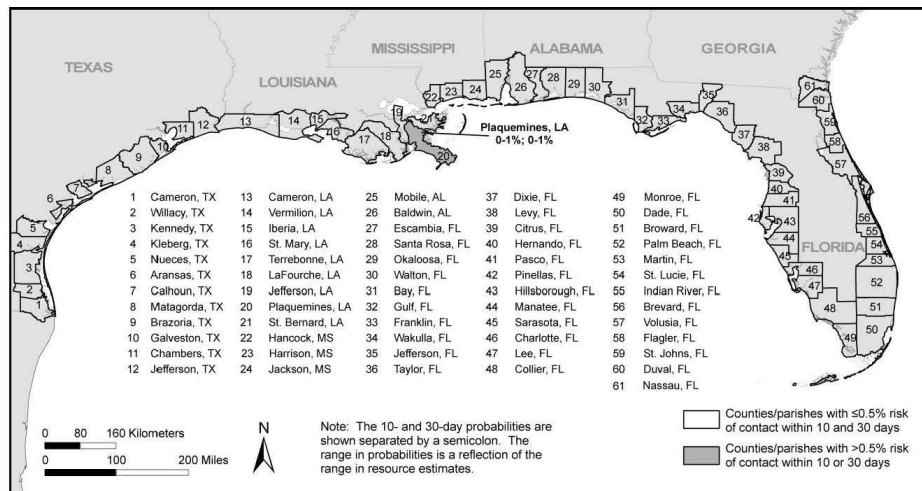 TEXAS
LOUISIANA
MISSISSIPPI
ALABAMA
GEORGIA
FLORIDA
Plaquemines, LA
0-1%; 0-1%
1 Cameron, TX
2 Willacy, TX
3 Kennedy, TX
4 Kleberg, TX
5 Nueces, TX
6 Aransas, TX
7 Calhoun, TX
8 Matagorda, TX
9 Brazoria, TX
10 Galveston, TX
11 Chambers, TX
12 Jefferson, TX
13 Cameron, LA
14 Vermilion, LA
15 Iberia, LA
16 St. Mary, LA
17 Terrebonne, LA
18 LaFourche, LA
19 Jefferson, LA
20 Plaquemines, LA
21 St. Bernard, LA
22 Hancock, MS
23 Harrison, MS
24 Jackson, MS
25 Mobile, AL
26 Baldwin, AL
27 Escambia, FL
28 Santa Rosa, FL
29 Okaloosa, FL
30 Walton, FL
31 Bay, FL
32 Gulf, FL
33 Franklin, FL
34 Wakulla, FL
35 Jefferson, FL
36 Taylor, FL
37 Dixie, FL
38 Levy, FL
39 Citrus, FL
40 Hernando, FL
41 Pasco, FL
42 Pinellas, FL
43 Hillsborough, FL
44 Manatee, FL
45 Sarasota, FL
46 Charlotte, FL
47 Lee, FL
48 Collier, FL
49 Monroe, FL
50 Dade, FL
51 Broward, FL
52 Palm Beach, FL
53 Martin, FL
54 St. Lucie, FL
55 Indian River, FL
56 Brevard, FL
57 Volusia, FL
58 Flagler, FL
59 St. Johns, FL
60 Duval, FL
61 Nassau, FL
0 80 160 Kilometers
0 100 200 Miles
N
Note: The 10- and 30-day probabilities are
shown separated by a semicolon. The
range in probabilities is a reflection of the
range in resource estimates.
Counties/parishes with ≤0.5% risk
of contact within 10 and 30 days
Counties/parishes with >0.5% risk
of contact within 10 or 30 days